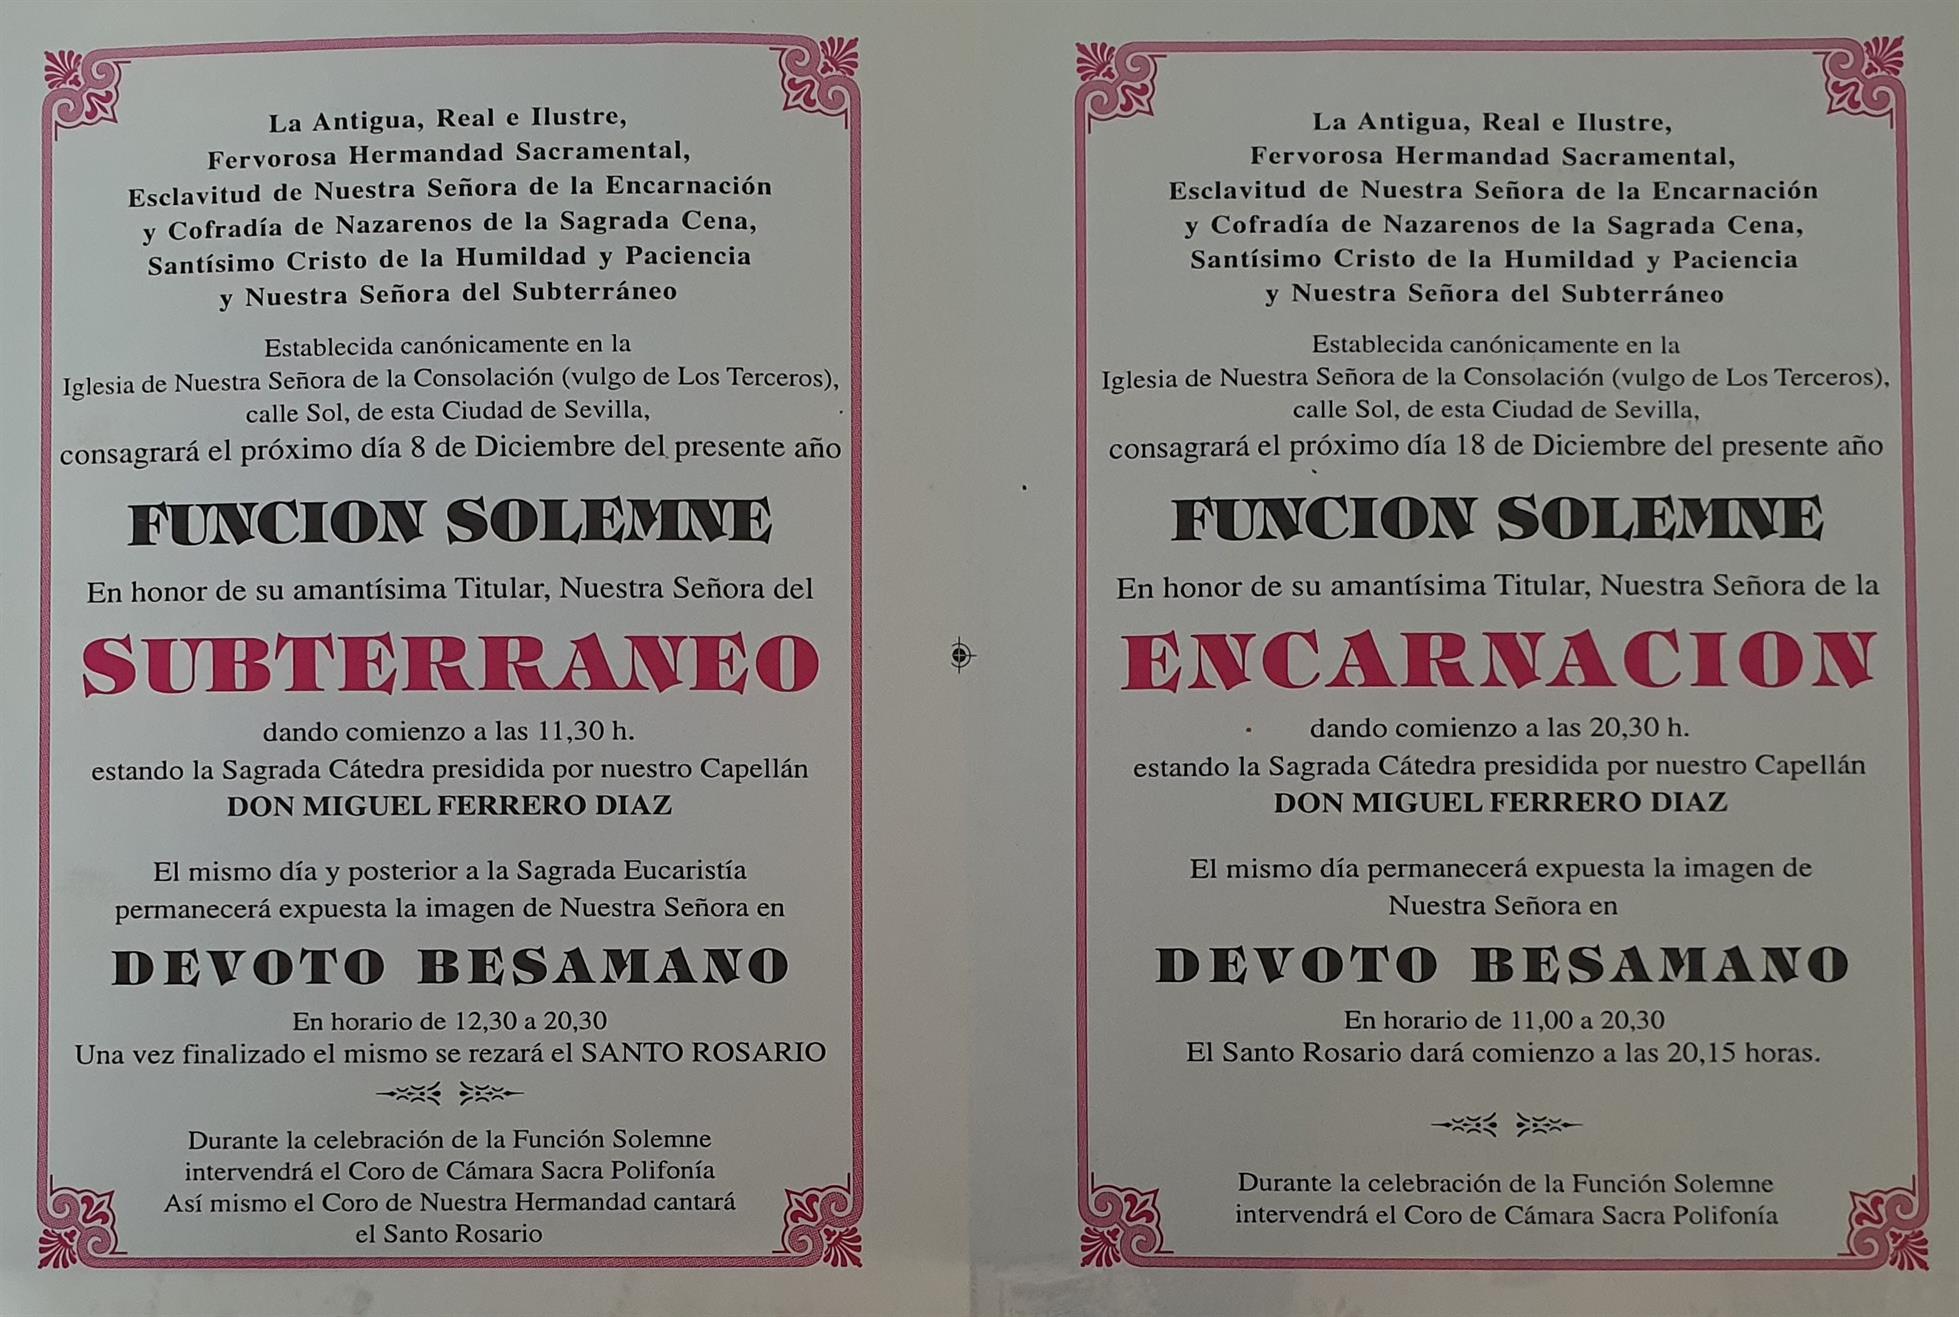 La Antigua, Real e Ilustre,
Fervorosa Hermandad Sacramental,
Esclavitud de Nuestra Señora de la Encarnación
y Cofradía de Nazarenos de la Sagrada Cena,
Santísimo Cristo de la Humildad y Paciencia
y Nuestra Señora del Subterráneo
Establecida canónicamente en la
Iglesia de Nuestra Señora de la Consolación (vulgo de Los Terceros),
calle Sol, de esta Ciudad de Sevilla,
consagrará el próximo día 8 de Diciembre del presente año
FUNCION SOLEMNE
En honor de su amantísima Titular, Nuestra Señora del
SUBTERRANEO
dando comienzo a las 11,30 h.
estando la Sagrada Cátedra presidida por nuestro Capellán
DON MIGUEL FERRERO DIAZ
El mismo día y posterior a la Sagrada Eucaristía
permanecerá expuesta la imagen de Nuestra Señora en
DEVOTO BESAMANO
En horario de 12,30 a 20,30
Una vez finalizado el mismo se rezará el SANTO ROSARIO
Durante la celebración de la Función Solemne
intervendrá el Coro de Cámara Sacra Polifonía
Así mismo el Coro de Nuestra Hermandad cantará
el Santo Rosario
La Antigua, Real e Ilustre,
Fervorosa Hermandad Sacramental,
Esclavitud de Nuestra Señora de la Encarnación
y Cofradía de Nazarenos de la Sagrada Cena,
Santísimo Cristo de la Humildad y Paciencia
y Nuestra Señora del Subterráneo
Establecida canónicamente en la
Iglesia de Nuestra Señora de la Consolación (vulgo de Los Terceros),
calle Sol, de esta Ciudad de Sevilla,
consagrará el próximo día 18 de Diciembre del presente año
FUNCION SOLEMNE
En honor de su amantísima Titular, Nuestra Señora de la
ENCARNACION
dando comienzo a las 20,30 h.
estando la Sagrada Cátedra presidida por nuestro Capellán
DON MIGUEL FERRERO DIAZ
El mismo día permanecerá expuesta la imagen de
Nuestra Señora en
DEVOTO BESAMANO
En horario de 11,00 a 20,30
El Santo Rosario dará comienzo a las 20,15 horas.
Durante la celebración de la Función Solemne
intervendrá el Coro de Cámara Sacra Polifonía